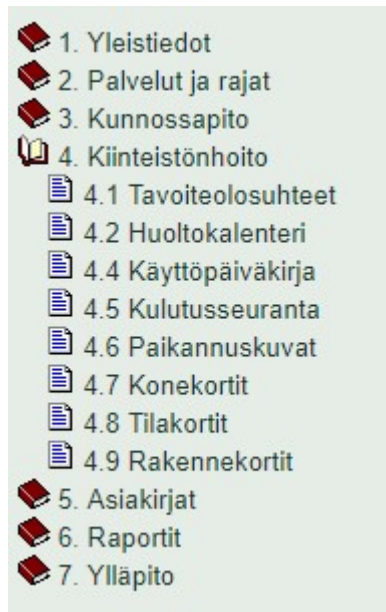 1. Yleistiedot
2. Palvelut ja rajat
3. Kunnossapito
4. Kiinteistönhoito
4.1 Tavoiteolosuhteet
4.2 Huoltokalenteri
4.4 Käyttöpäiväkirja
4.5 Kulutusseuranta
4.6 Paikannuskuvat
4.7 Konekortit
4.8 Tilakortit
4.9 Rakennekortit
5. Asiakirjat
6. Raportit
7. Ylläpito